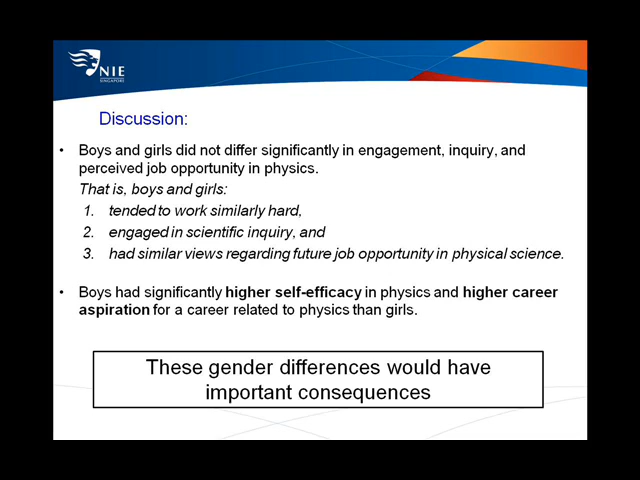 NIE
SINGAPORE
Discussion:
• Boys and girls did not differ significantly in engagement, inquiry, and
perceived job opportunity in physics.
That is, boys and girls:
1. tended to work similarly hard,
2. engaged in scientific inquiry, and
3. had similar views regarding future job opportunity in physical science.
• Boys had significantly higher self-efficacy in physics and higher career
aspiration for a career related to physics than girls.
These gender differences would have
important consequences